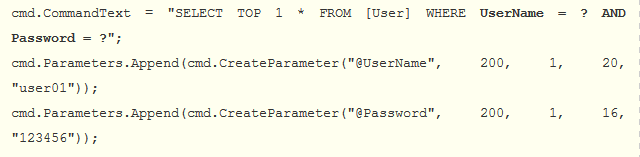 cmd.CommandText = "SELECT TOP 1 * FROM [User] WHERE UserName = ? AND
Password = ?";
cmd.Parameters.Append(cmd.CreateParameter("@UserName", 200, 1, 20,
"user01"));
cmd.Parameters.Append(cmd.CreateParameter("@Password", 200, 1, 16,
"123456"));